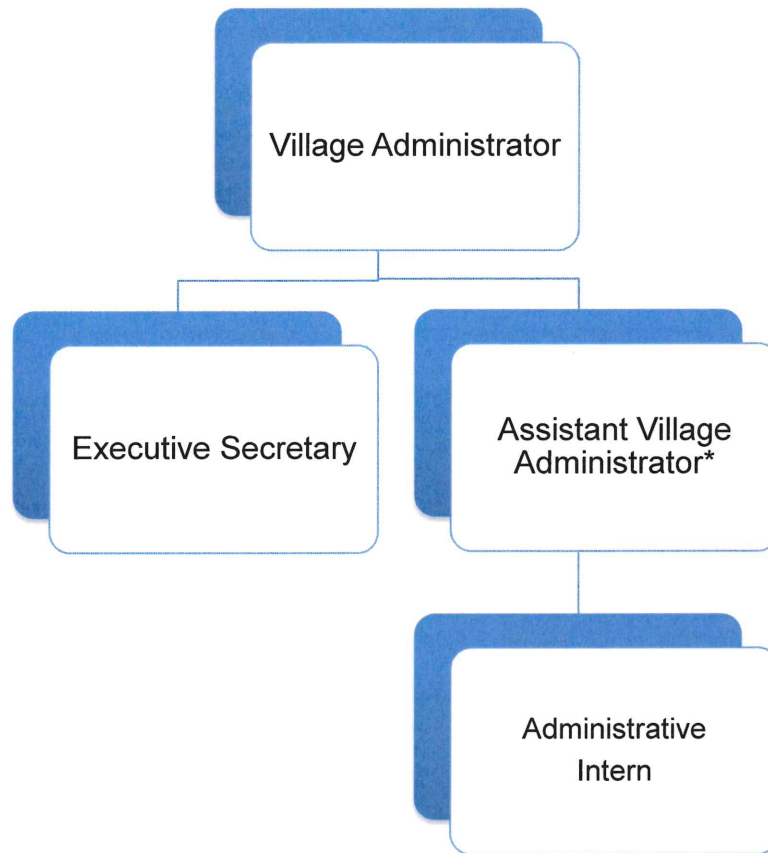 Village Administrator
Executive Secretary
Assistant Village
Administrator*
Administrative
Intern